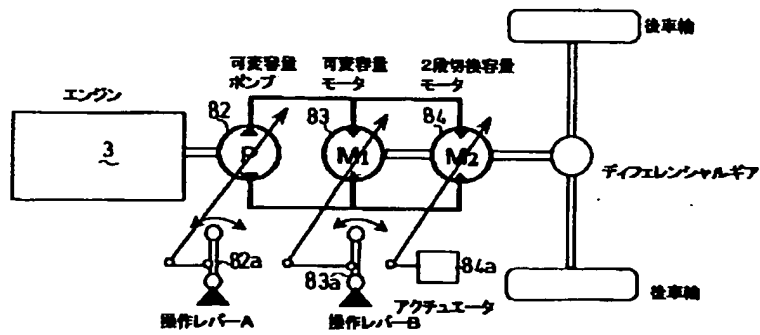 後車輪
可変容量
ポンプ
可変容量
モータ
2段切換容量
モータ
エンジン
82
83
84
3
P
M1
M2
ディフェレンシャルギア
82a
83a
84a
アクチュエータ
後車輪
操作レバーA
操作レバーB